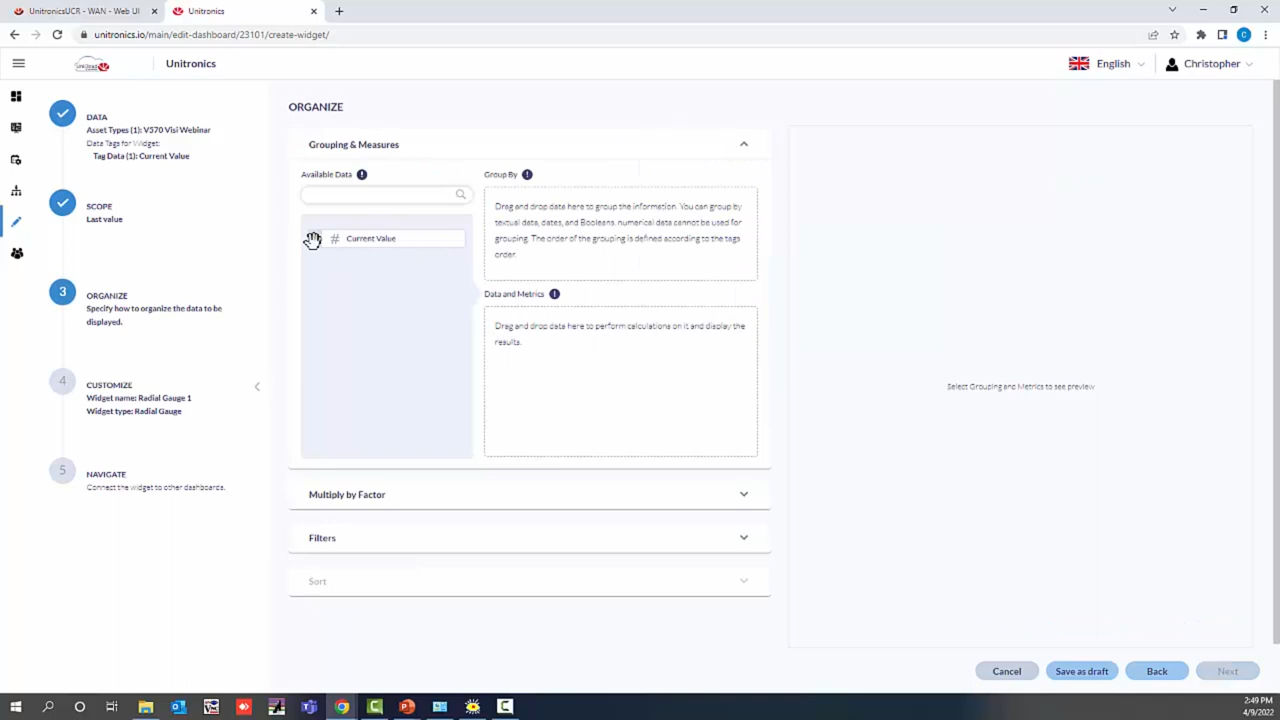 UnitronicsUCR - WAN - Web UI
Unitronics
unitronics.io/main/edit-dashboard/23101/create-widget/
Unitronics
English
Christopher
DATA
Asset Types (1): V570 Visi Webinar
Data Tags for Widget:
Tag Data (1): Current Value
SCOPE
Last value
3
ORGANIZE
Specify how to organize the data to be
displayed.
4
CUSTOMIZE
Widget name: Radial Gauge 1
Widget type: Radial Gauge
5
NAVIGATE
Connect the widget to other dashboards.
ORGANIZE
Grouping & Measures
Available Data
# Current Value
Group By
Drag and drop data here to group the information. You can group by
textual data, dates, and Booleans. numerical data cannot be used for
grouping. The order of the grouping is defined according to the tags
order.
Data and Metrics
Drag and drop data here to perform calculations on it and display the
results.
Multiply by Factor
Filters
Sort
Select Grouping and Metrics to see preview
Cancel
Save as draft
Back
Next
2:49 PM
4/9/2022